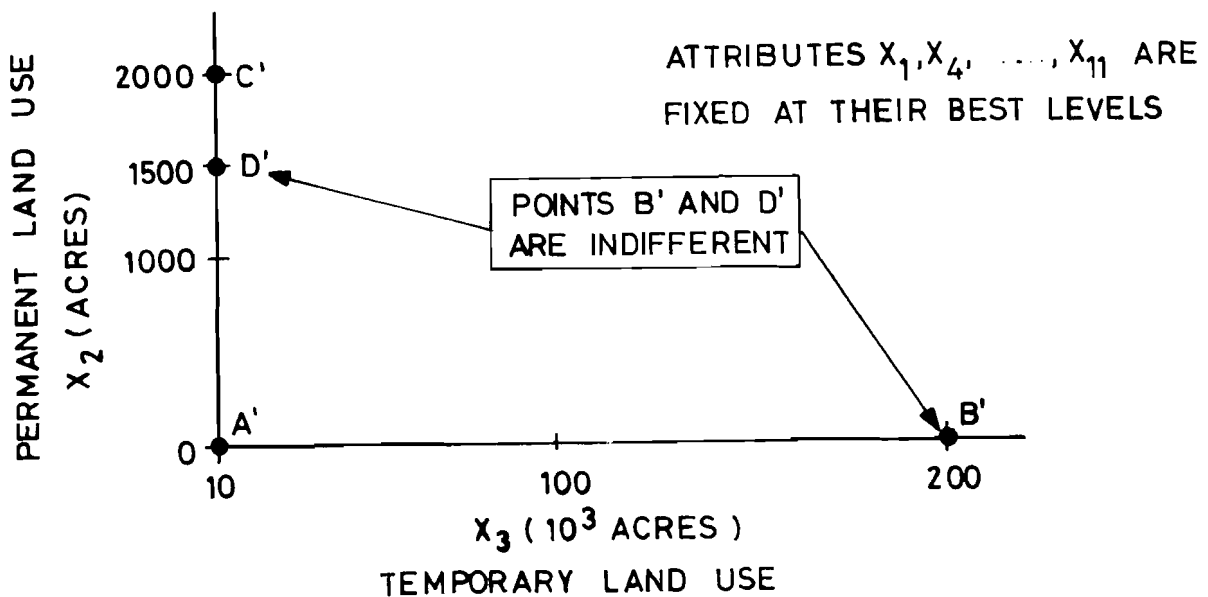 ATTRIBUTES X₁, X₄, ...., X₁₁ ARE
FIXED AT THEIR BEST LEVELS
PERMANENT LAND USE
X₂ (ACRES)
2000
C'
1500
D'
1000
0
A'
POINTS B' AND D'
ARE INDIFFERENT
B'
10
100
200
X₃ (10³ ACRES)
TEMPORARY LAND USE